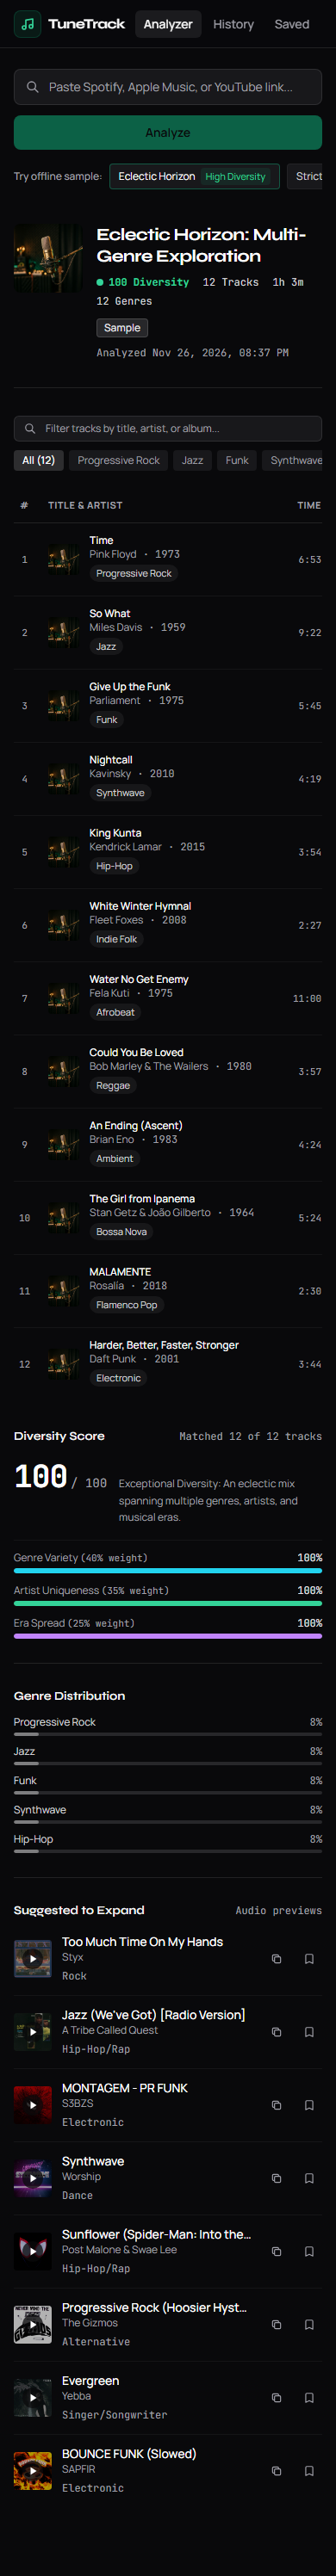 TuneTrack Analyzer History Saved
Paste Spotify, Apple Music, or YouTube link...
Analyze
Try offline sample: Eclectic Horizon High Diversity Strict
Eclectic Horizon: Multi-
Genre Exploration
100 Diversity 12 Tracks 1h 3m
12 Genres
Sample
Analyzed Nov 26, 2026, 08:37 PM
Filter tracks by title, artist, or album...
All (12) Progressive Rock Jazz Funk Synthwave
# TITLE & ARTIST TIME
Time
1 Pink Floyd · 1973 6:53
Progressive Rock
So What
2 Miles Davis · 1959 9:22
Jazz
Give Up the Funk
3 Parliament · 1975 5:45
Funk
Nightcall
4 Kavinsky · 2010 4:19
Synthwave
King Kunta
5 Kendrick Lamar · 2015 3:54
Hip-Hop
White Winter Hymnal
6 Fleet Foxes · 2008 2:27
Indie Folk
Water No Get Enemy
7 Fela Kuti · 1975 11:00
Afrobeat
Could You Be Loved
8 Bob Marley & The Wailers · 1980 3:57
Reggae
An Ending (Ascent)
9 Brian Eno · 1983 4:24
Ambient
The Girl from Ipanema
10 Stan Getz & João Gilberto · 1964 5:24
Bossa Nova
MALAMENTE
11 Rosalía · 2018 2:30
Flamenco Pop
Harder, Better, Faster, Stronger
12 Daft Punk · 2001 3:44
Electronic
Diversity Score Matched 12 of 12 tracks
100 / 100 Exceptional Diversity: An eclectic mix
spanning multiple genres, artists, and
musical eras.
Genre Variety (40% weight) 100%
Artist Uniqueness (35% weight) 100%
Era Spread (25% weight) 100%
Genre Distribution
Progressive Rock 8%
Jazz 8%
Funk 8%
Synthwave 8%
Hip-Hop 8%
Suggested to Expand Audio previews
Too Much Time On My Hands
Styx
Rock
Jazz (We've Got) [Radio Version]
A Tribe Called Quest
Hip-Hop/Rap
MONTAGEM - PR FUNK
S3BZS
Electronic
Synthwave
Worship
Dance
Sunflower (Spider-Man: Into the...
Post Malone & Swae Lee
Hip-Hop/Rap
Progressive Rock (Hoosier Hyst...
The Gizmos
Alternative
Evergreen
Yebba
Singer/Songwriter
BOUNCE FUNK (Slowed)
SAPFIR
Electronic